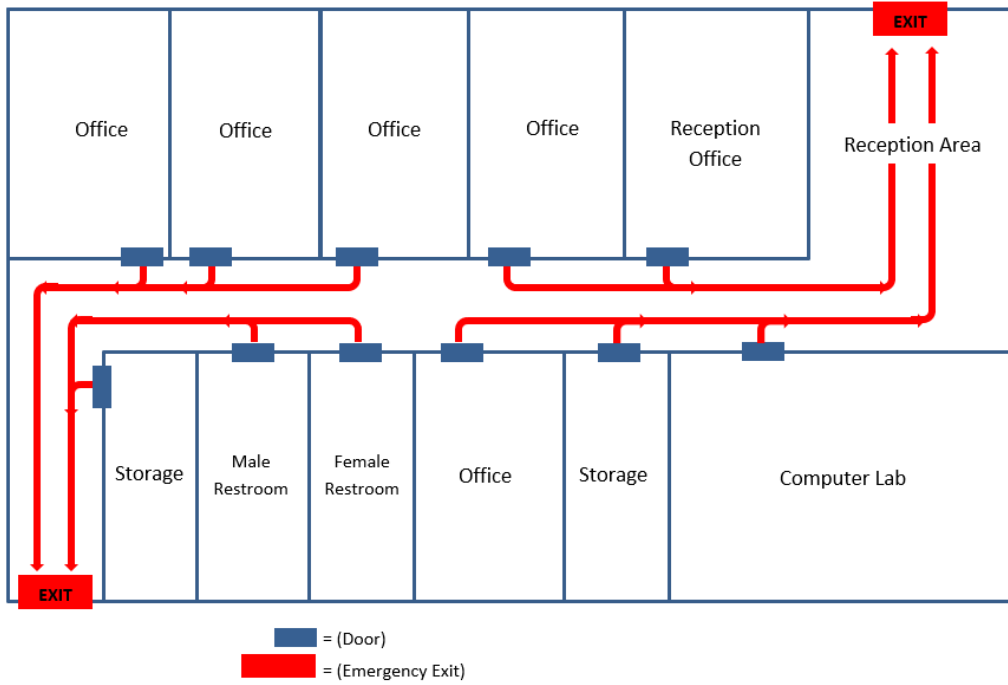 EXIT
Office
Office
Office
Office
Reception
Office
Reception Area
Storage
Male
Restroom
Female
Restroom
Office
Storage
Computer Lab
EXIT
= (Door)
= (Emergency Exit)